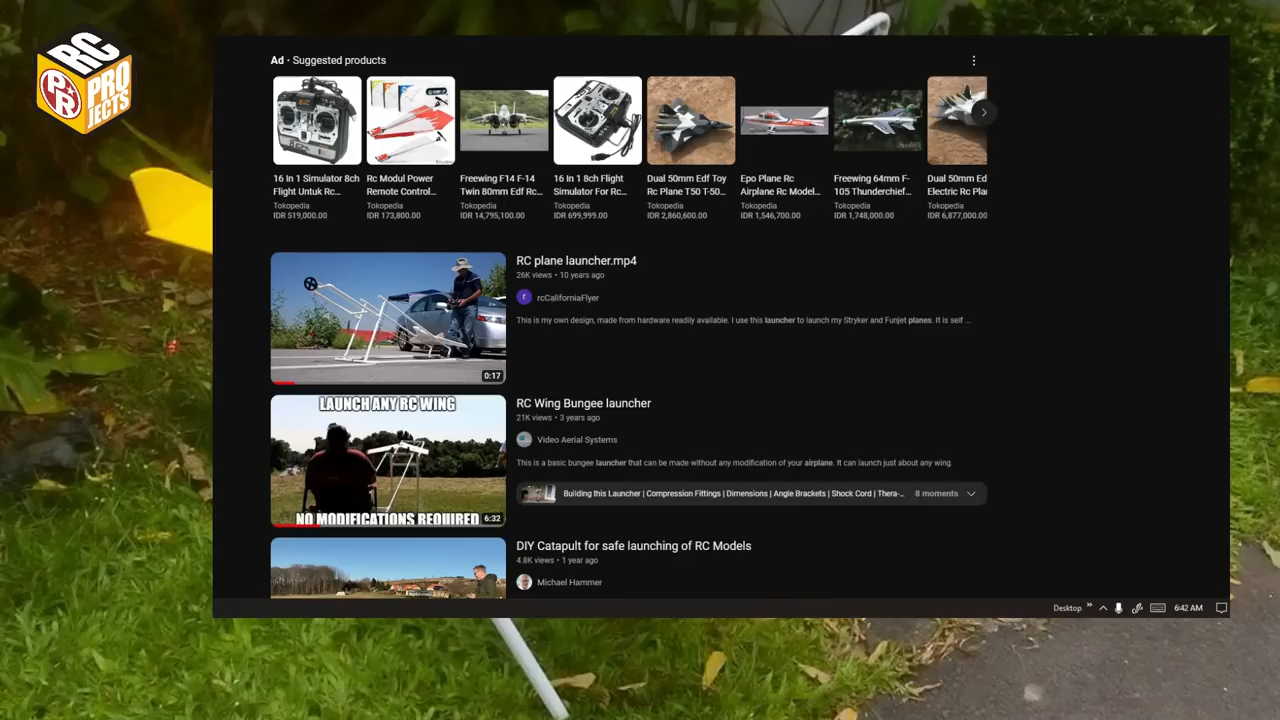 RC
PROJECTS
PR
Ad · Suggested products
16 In 1 Simulator 8ch
Flight Untuk Rc...
Tokopedia
IDR 519,000.00
Rc Modul Power
Remote Control...
Tokopedia
IDR 173,800.00
Freewing F14 F-14
Twin 80mm Edf Rc...
Tokopedia
IDR 14,795,100.00
16 In 1 8ch Flight
Simulator For Rc...
Tokopedia
IDR 699,999.00
Dual 50mm Edf Toy
Rc Plane T50 T-50...
Tokopedia
IDR 2,860,600.00
Epo Plane Rc
Airplane Rc Model...
Tokopedia
IDR 1,546,700.00
Freewing 64mm F-
105 Thunderchief...
Tokopedia
IDR 1,748,000.00
Dual 50mm Ed
Electric Rc Pla
Tokopedia
IDR 6,877,000.00
RC plane launcher.mp4
26K views • 10 years ago
r rcCaliforniaFlyer
This is my own design, made from hardware readily available. I use this launcher to launch my Stryker and Funjet planes. It is self ...
0:17
LAUNCH ANY RC WING
NO MODIFICATIONS REQUIRED
6:32
RC Wing Bungee launcher
21K views • 3 years ago
Video Aerial Systems
This is a basic bungee launcher that can be made without any modification of your airplane. It can launch just about any wing.
Building this Launcher | Compression Fittings | Dimensions | Angle Brackets | Shock Cord | Thera-... 8 moments
DIY Catapult for safe launching of RC Models
4.8K views • 1 year ago
Michael Hammer
Desktop » 6:42 AM